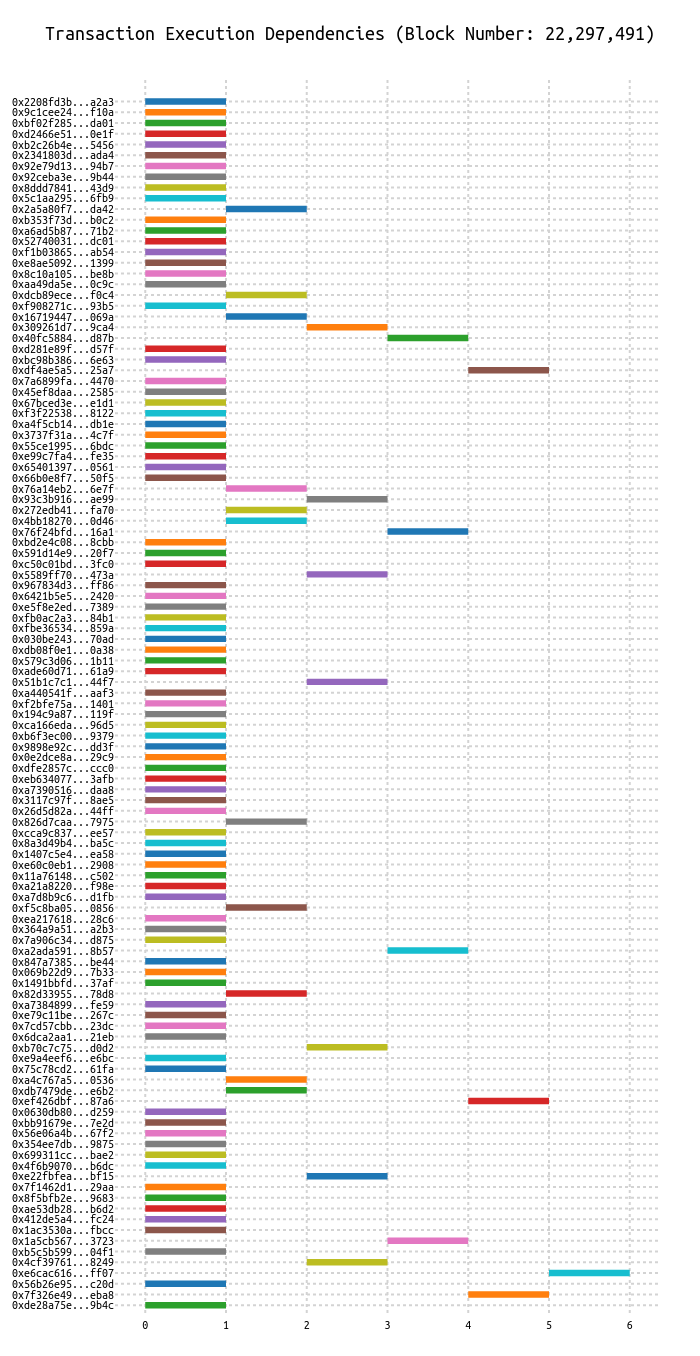 Transaction Execution Dependencies (Block Number: 22,297,491)
0x2208fd3b...a2a3
0x9c1cee24...f10a
0xbf02f285...da01
0xd2466e51...0e1f
0xb2c26b4e...5456
0x2341803d...ada4
0x92e79d13...94b7
0x92ceba3e...9b44
0x8ddd7841...43d9
0x5c1aa295...6fb9
0x2a5a80f7...da42
0xb353f73d...b0c2
0xa6ad5b87...71b2
0x52740031...dc01
0xf1b03865...ab54
0xe8ae5092...1399
0x8c10a105...be8b
0xaa49da5e...0c9c
0xdcb89ece...f0c4
0xf908271c...93b5
0x16719447...069a
0x309261d7...9ca4
0x40fc5884...d87b
0xd281e89f...d57f
0xbc98b386...6e63
0xdf4ae5a5...25a7
0x7a6899fa...4470
0x45ef8daa...2585
0x67bced3e...e1d1
0xf3f22538...8122
0xa4f5cb14...db1e
0x3737f31a...4c7f
0x55ce1995...6bdc
0xe99c7fa4...fe35
0x65401397...0561
0x66b0e8f7...50f5
0x76a14eb2...6e7f
0x93c3b916...ae99
0x272edb41...fa70
0x4bb18270...0d46
0x76f24bfd...16a1
0xbd2e4c08...8cbb
0x591d14e9...20f7
0xc50c01bd...3fc0
0x5589ff70...473a
0x967834d3...ff86
0x6421b5e5...2420
0xe5f8e2ed...7389
0xfb0ac2a3...84b1
0xfbe36534...859a
0x030be243...70ad
0xdb08f0e1...0a38
0x579c3d06...1b11
0xade60d71...61a9
0x51b1c7c1...44f7
0xa440541f...aaf3
0xf2bfe75a...1401
0x194c9a87...119f
0xca166eda...96d5
0xb6f3ec00...9379
0x9898e92c...dd3f
0x0e2dce8a...29c9
0xdfe2857c...ccc0
0xeb634077...3afb
0xa7390516...daa8
0x3117c97f...8ae5
0x26d5d82a...44ff
0x826d7caa...7975
0xcca9c837...ee57
0x8a3d49b4...ba5c
0x1407c5e4...ea58
0xe60c0eb1...2908
0x11a76148...c502
0xa21a8220...f98e
0xa7d8b9c6...d1fb
0xf5c8ba05...0856
0xea217618...28c6
0x364a9a51...a2b3
0x7a906c34...d875
0xa2ada591...8b57
0x847a7385...be44
0x069b22d9...7b33
0x1491bbfd...37af
0x82d33955...78d8
0xa7384899...fe59
0xe79c11be...267c
0x7cd57cbb...23dc
0x6dca2aa1...21eb
0xb70c7c75...d0d2
0xe9a4eef6...e6bc
0x75c78cd2...61fa
0xa4c767a5...0536
0xdb7479de...e6b2
0xef426dbf...87a6
0x0630db80...d259
0xbb91679e...7e2d
0x56e06a4b...67f2
0x354ee7db...9875
0x699311cc...bae2
0x4f6b9070...b6dc
0xe22fbfea...bf15
0x7f1462d1...29aa
0x8f5bfb2e...9683
0xae53db28...b6d2
0x412de5a4...fc24
0x1ac3530a...fbcc
0x1a5cb567...3723
0xb5c5b599...04f1
0x4cf39761...8249
0xe6cac616...ff07
0x56b26e95...c20d
0x7f326e49...eba8
0xde28a75e...9b4c
0 1 2 3 4 5 6